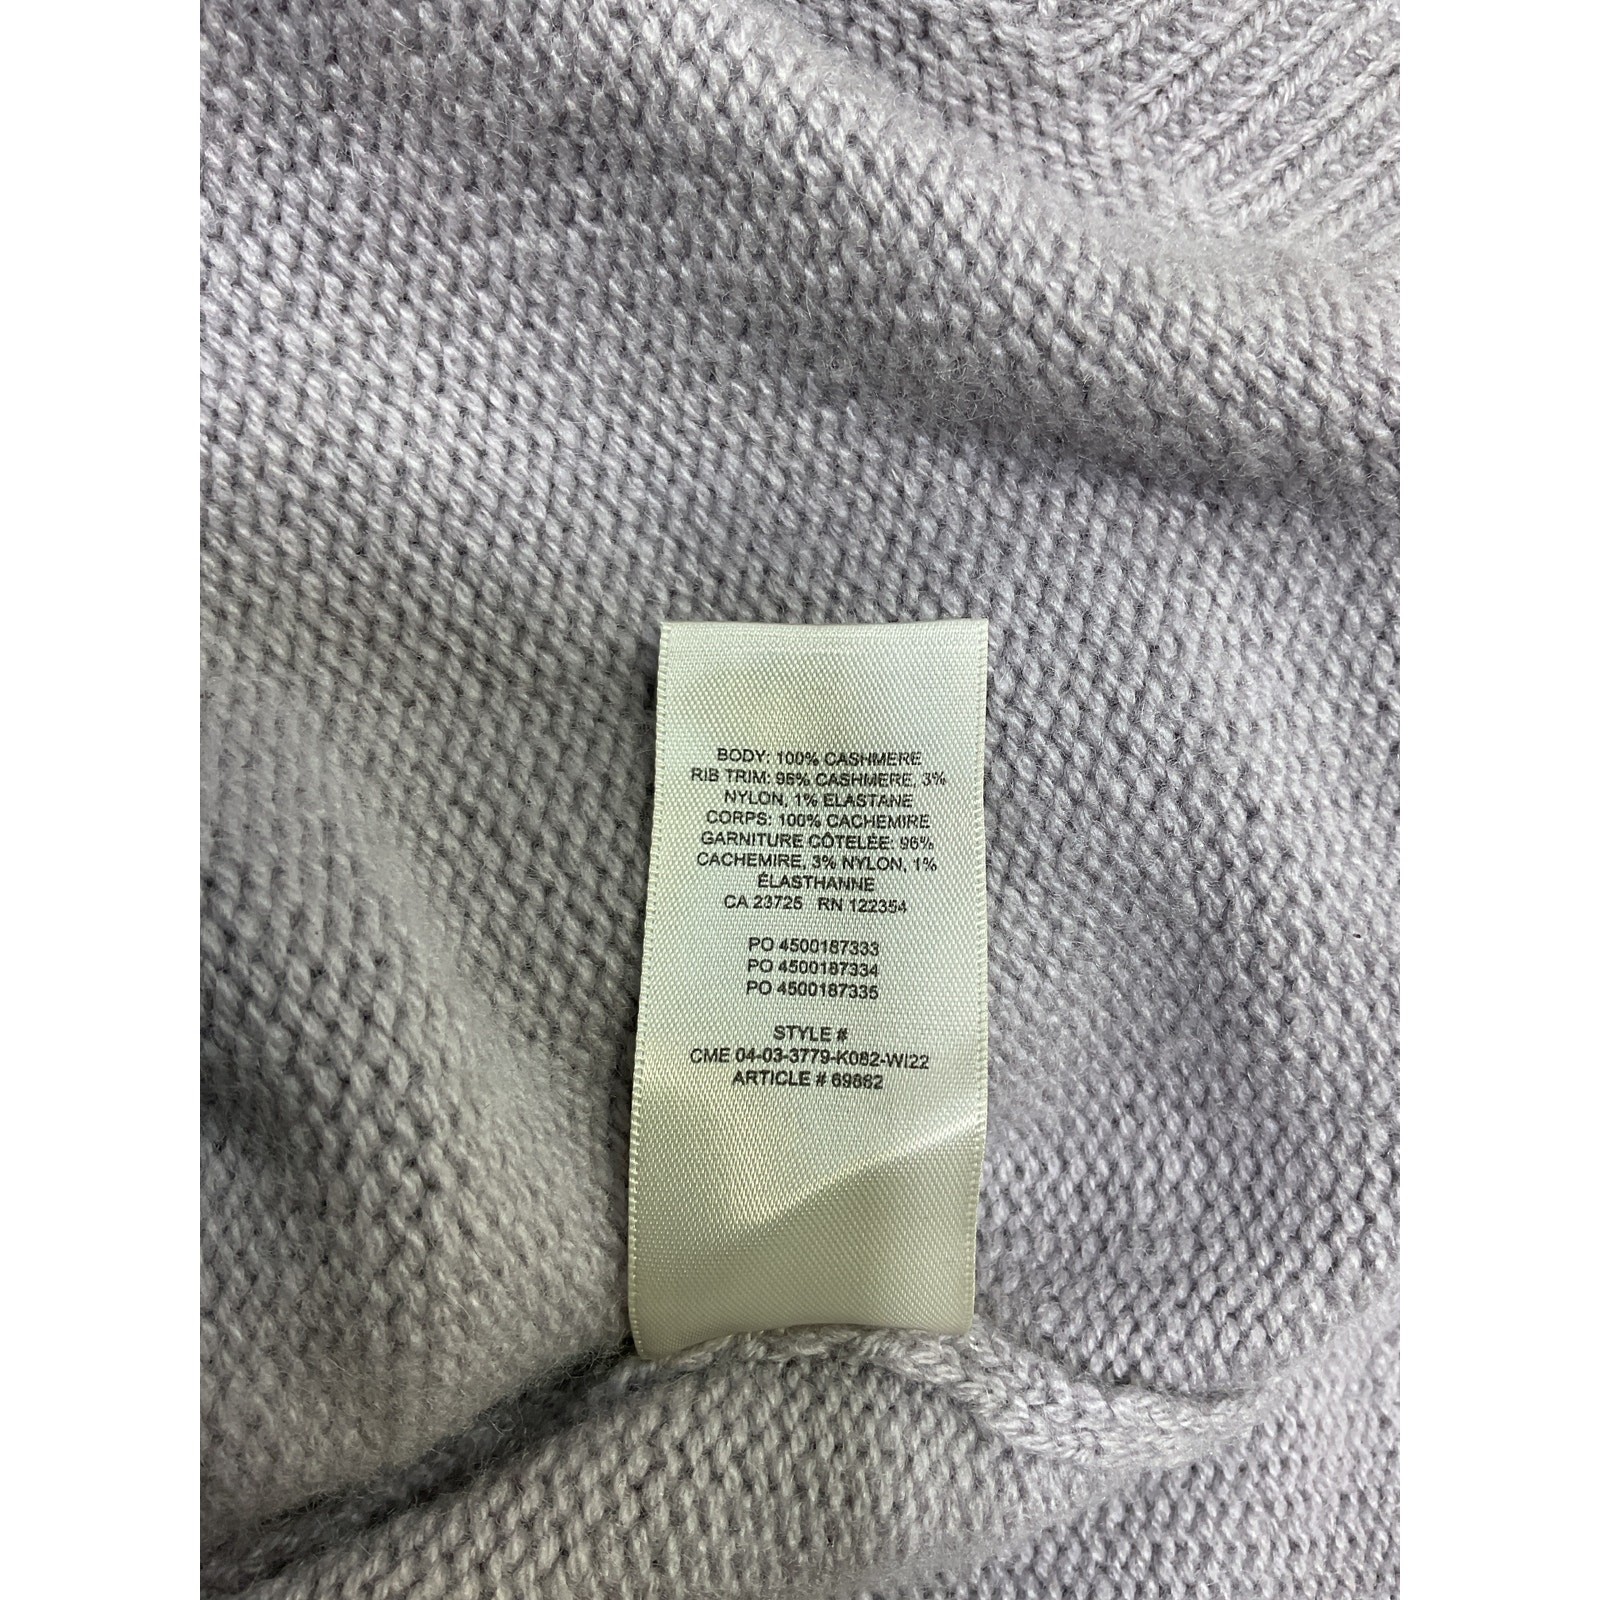 BODY: 100% CASHMERE
RIB TRIM: 96% CASHMERE, 3%
NYLON, 1% ELASTANE
CORPS: 100% CACHEMIRE
GARNITURE CÔTELÉE: 96%
CACHEMIRE, 3% NYLON, 1%
ÉLASTHANNE
CA 23725 RN 122354
PO 4500187333
PO 4500187334
PO 4500187335
STYLE #
CME 04-03-3779-K082-WI22
ARTICLE # 69862